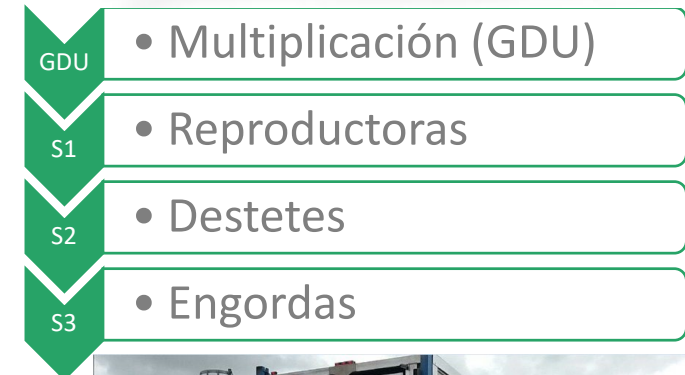 GDU
• Multiplicación (GDU)
S1
• Reproductoras
S2
• Destetes
S3
• Engordas